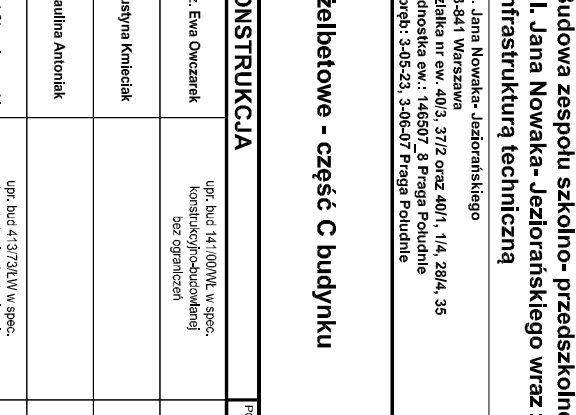 udowa zespołu szkolno- przedszkoln
l. Jana Nowaka- Jeziorańskiego wraz
nfrastrukturą techniczną
. Jana Nowaka- Jeziorańskiego
-841 Warszawa
ziałka nr ew. 40/3, 37/2 oraz 40/1, 1/4, 28/4, 35
dnostka ew.: 146507_8 Praga Południe
bręb: 3-05-23, 3-06-07 Praga Południe
żelbetowe - część C budynku
ONSTRUKCJA
. Ewa Owczarek
upr. bud 141/00/WŁ w spec.
konstrukcyjno-budowlanej
bez ograniczeń
ustyna Kmieciak
aulina Antoniak
upr. bud 413/73/ŁW w spec.